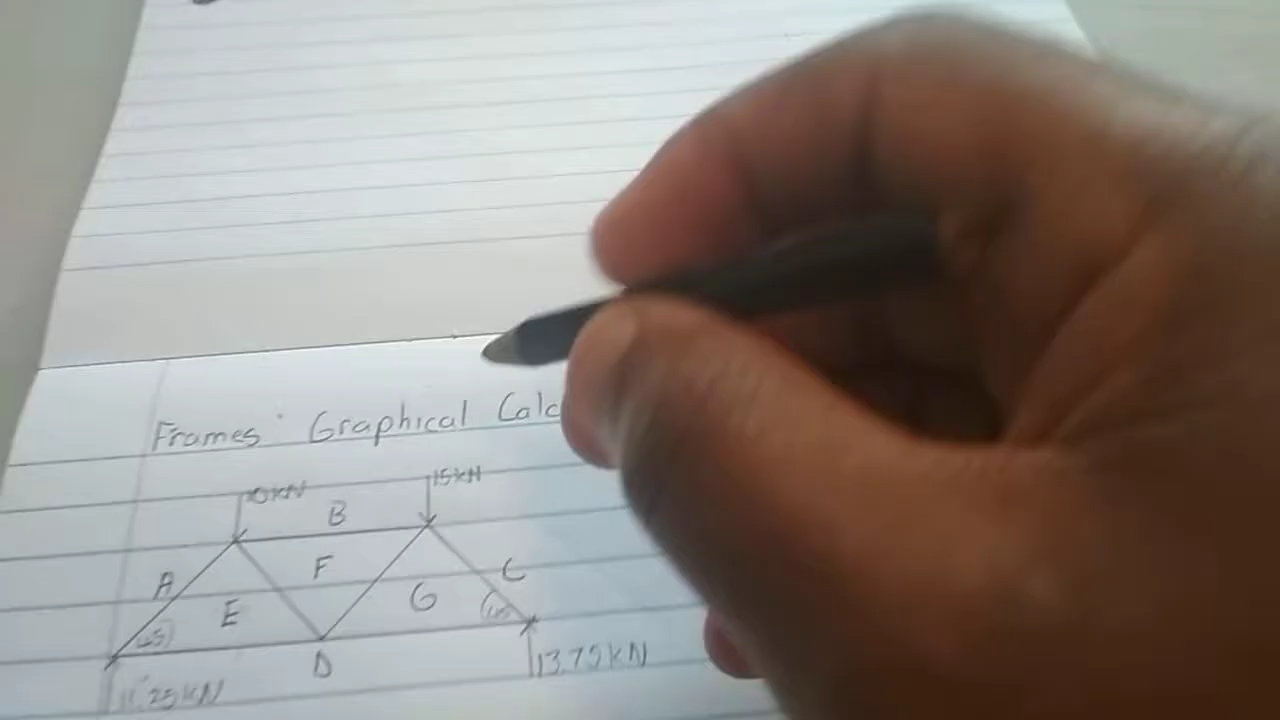 Frames Graphical Calc
10kN
15kN
B
A
F
C
E
G
45
45
D
13.75kN
11.25kN